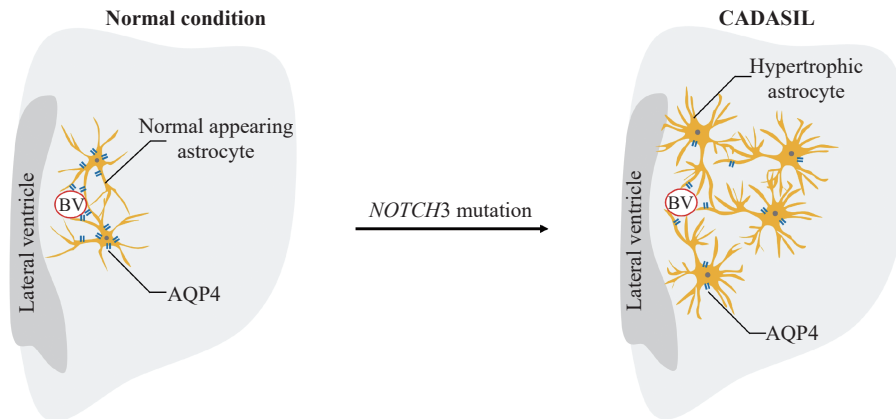 Normal condition
Normal appearing
astrocyte
BV
Lateral ventricle
AQP4
NOTCH3 mutation
CADASIL
Hypertrophic
astrocyte
BV
Lateral ventricle
AQP4